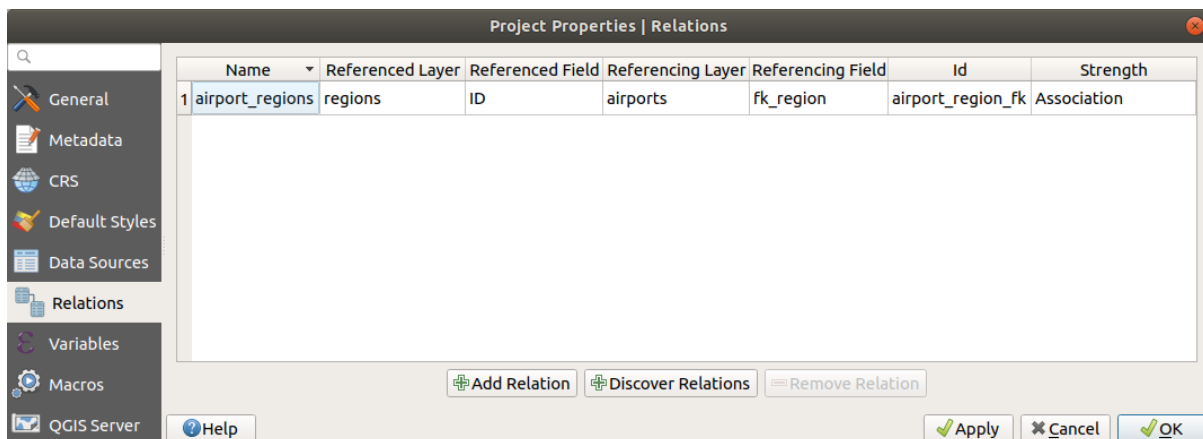 Project Properties | Relations
General
Metadata
CRS
Default Styles
Data Sources
Relations
Variables
Macros
QGIS Server
Name Referenced Layer Referenced Field Referencing Layer Referencing Field Id Strength
1 airport_regions regions ID airports fk_region airport_region_fk Association
Add Relation Discover Relations Remove Relation
Help Apply Cancel OK